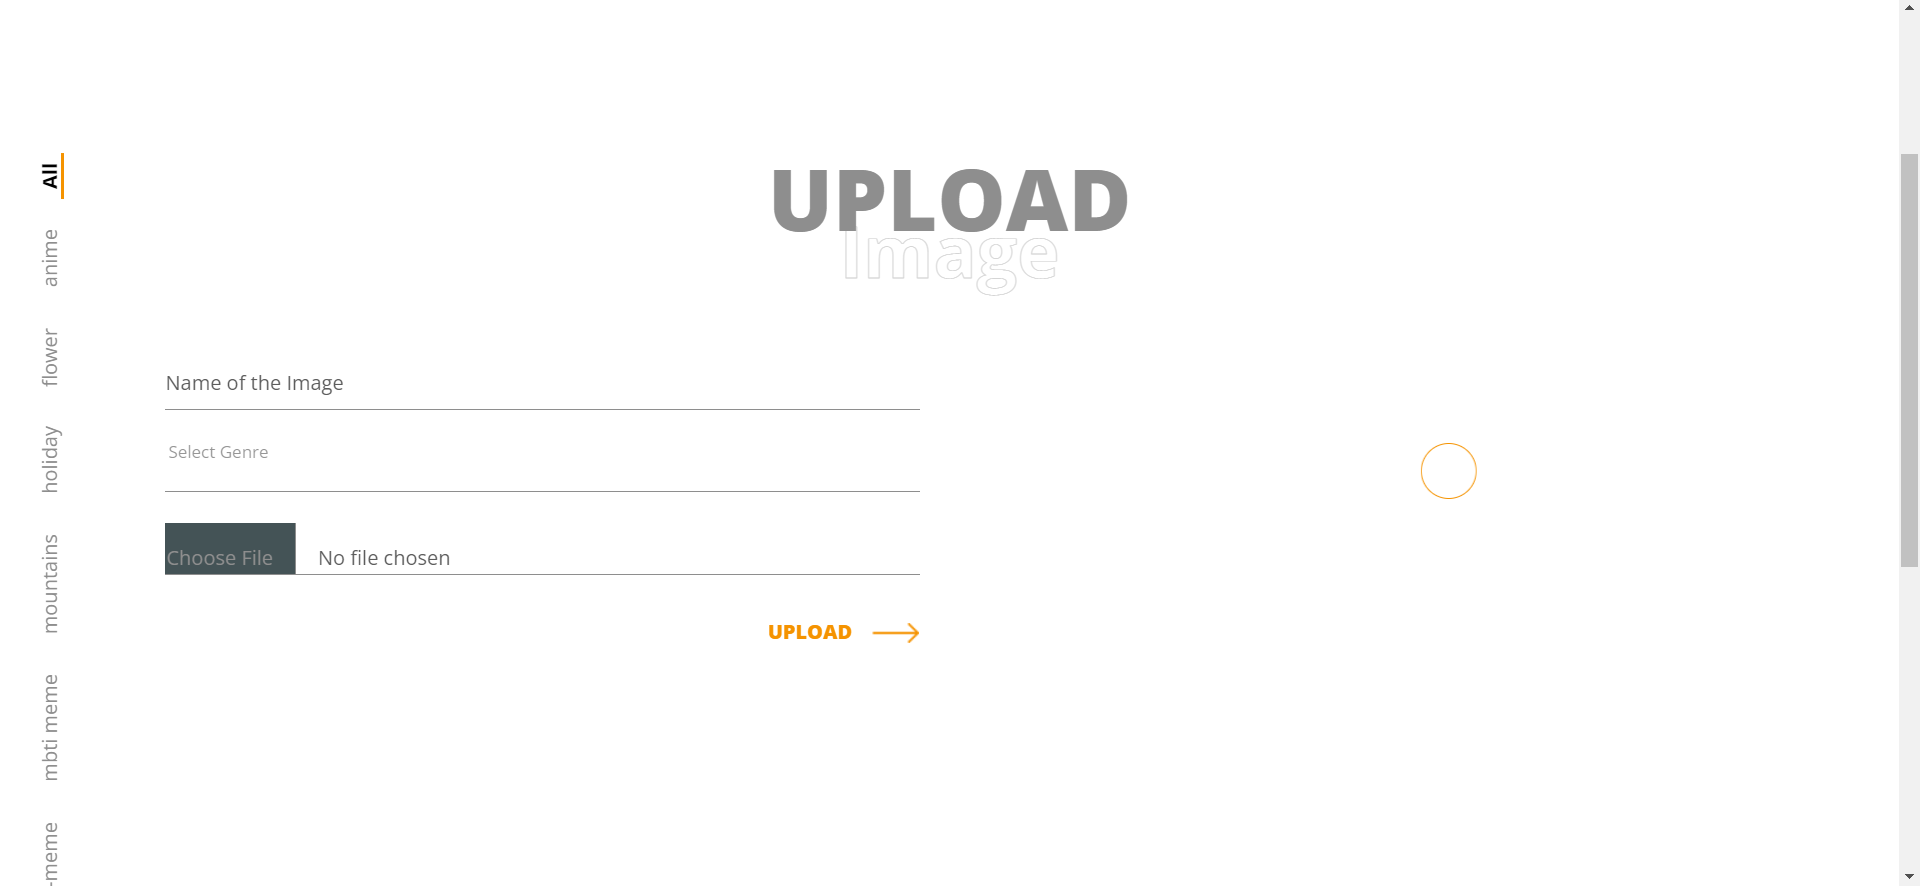 All
anime
flower
holiday
mountains
mbti meme
-meme
UPLOAD
Image
Name of the Image
Select Genre
Choose File No file chosen
UPLOAD